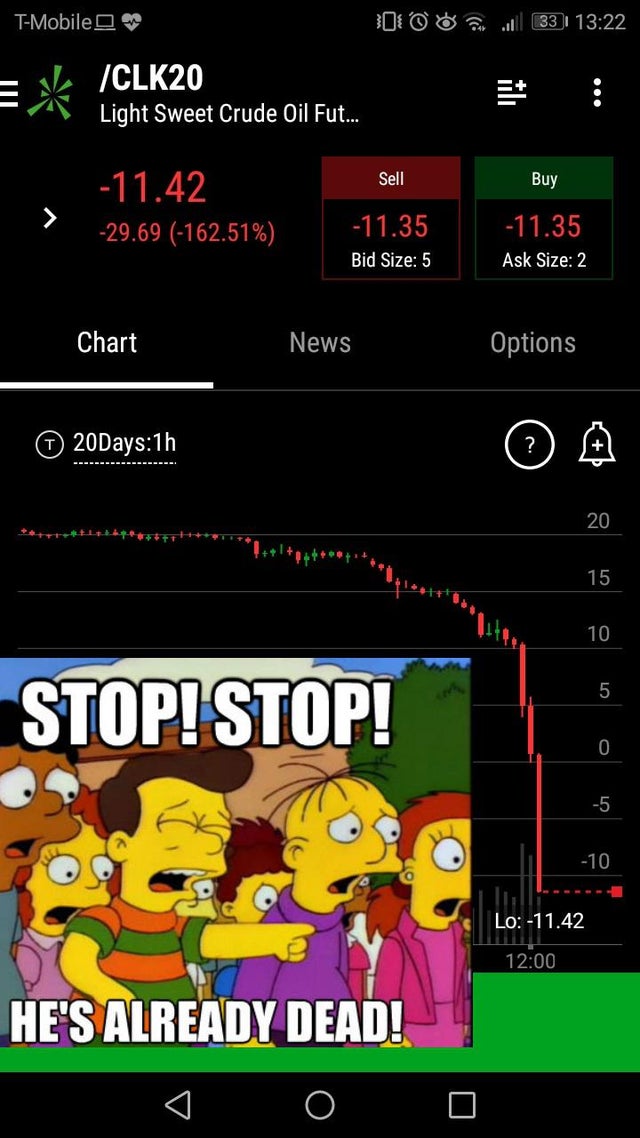 T-Mobile
33 13:22
/CLK20
Light Sweet Crude Oil Fut...
-11.42
-29.69 (-162.51%)
Sell
-11.35
Bid Size: 5
Buy
-11.35
Ask Size: 2
Chart
News
Options
T 20Days:1h
?
20
15
10
5
0
-5
-10
Lo: -11.42
12:00
STOP! STOP!
HE'S ALREADY DEAD!